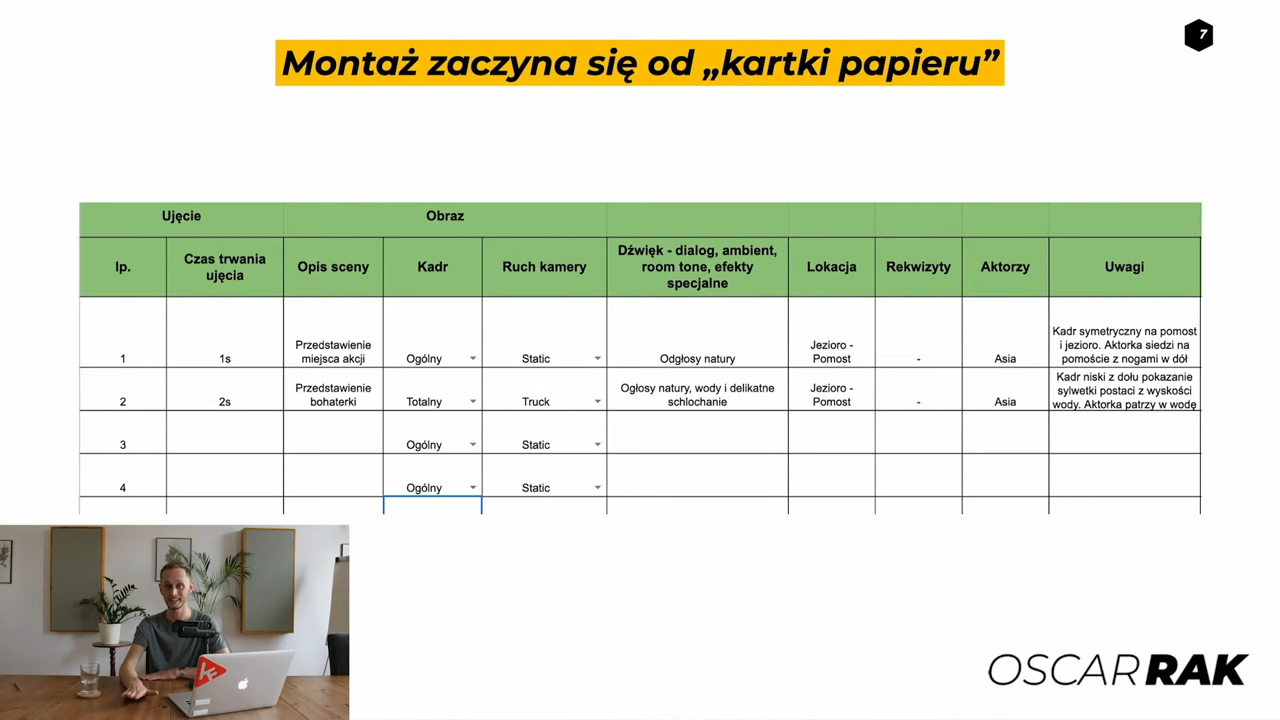 7
Montaż zaczyna się od „kartki papieru”
Ujęcie Obraz
lp. Czas trwania ujęcia Opis sceny Kadr Ruch kamery Dźwięk - dialog, ambient, room tone, efekty specjalne Lokacja Rekwizyty Aktorzy Uwagi
1 1s Przedstawienie miejsca akcji Ogólny Static Odgłosy natury Jezioro - Pomost - Asia Kadr symetryczny na pomost i jezioro. Aktorka siedzi na pomoście z nogami w dół
2 2s Przedstawienie bohaterki Totalny Truck Ogłosy natury, wody i delikatne schlochanie Jezioro - Pomost - Asia Kadr niski z dołu pokazanie sylwetki postaci z wyskości wody. Aktorka patrzy w wodę
3 Ogólny Static
4 Ogólny Static
OSCAR RAK